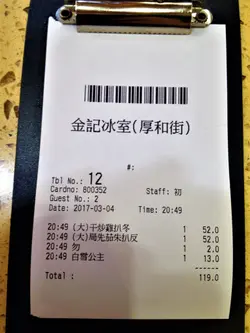 金記冰室(厚和街)
#:
Tbl No.: 12
Cardno: 800352 Staff: 初
Guest No.: 2
Date: 2017-03-04 Time: 20:49
20:49 (大)干炒雞扒冬 1 52.0
20:49 (大)局先茄朱扒反 1 52.0
20:49 勿 1 2.0
20:49 白雪公主 1 13.0
Total : 119.0